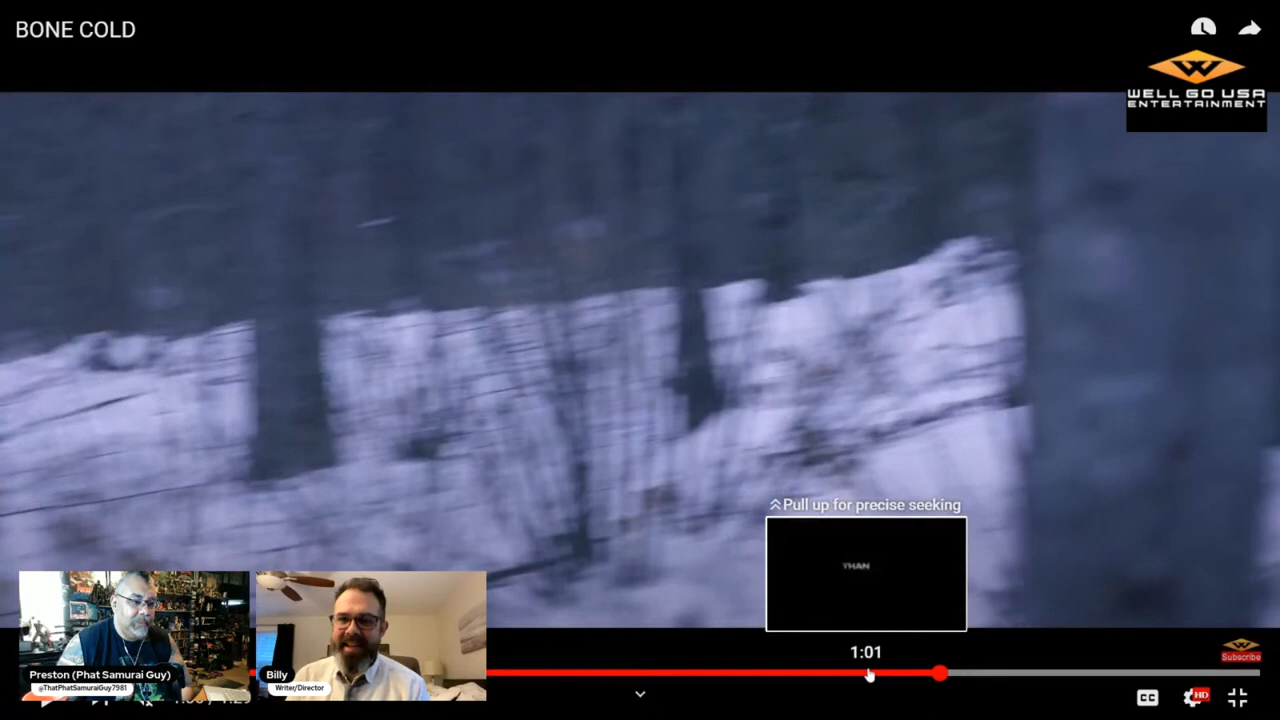 BONE COLD
WELL GO USA
ENTERTAINMENT
Pull up for precise seeking
THAN
1:01
Subscribe
Preston (Phat Samurai Guy)
@ThatPhatSamuraiGuy7981
Billy
Writer/Director
CC
HD